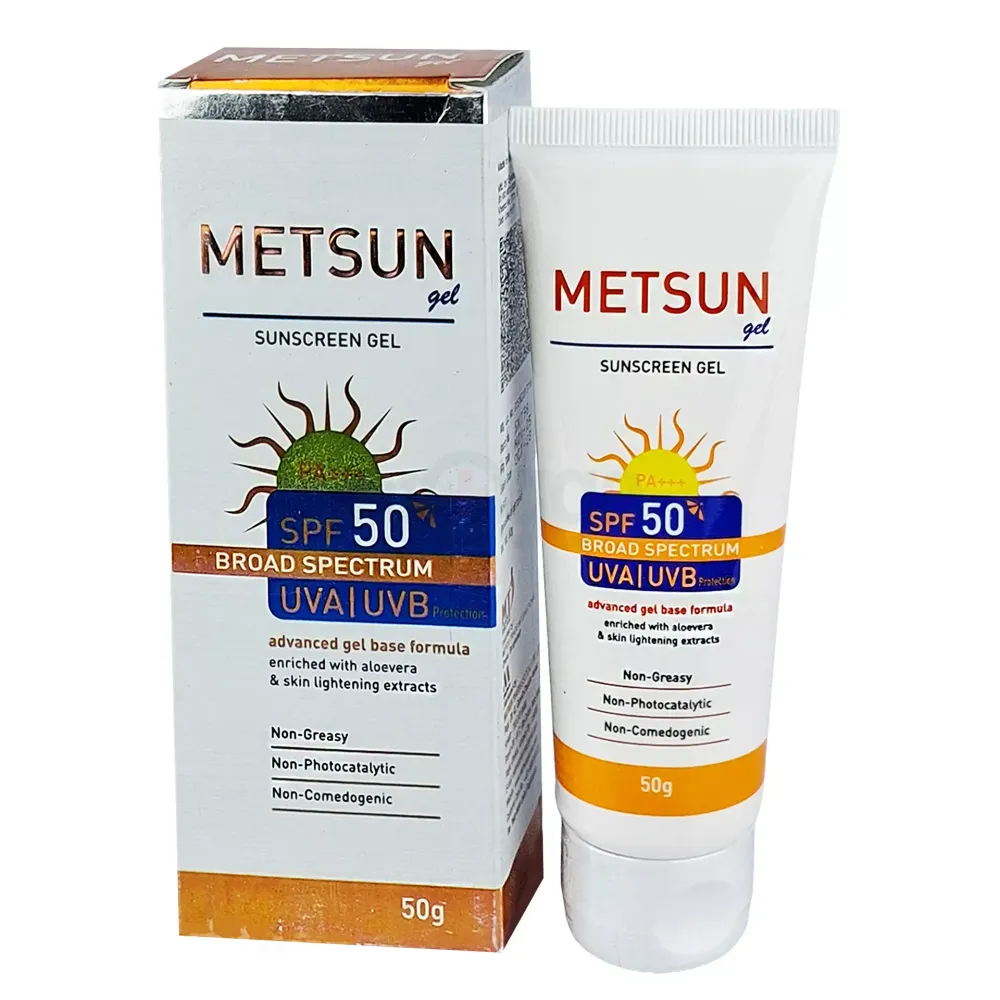 METSUN
gel
METSUN
gel
SUNSCREEN GEL
SPF 50
BROAD SPECTRUM
UVA|UVB Protection
advanced gel base formula
enriched with aloevera
& skin lightening extracts
Non-Greasy
Non-Photocatalytic
Non-Comedogenic
50g
METSUN
gel
SUNSCREEN GEL
PA+++
SPF 50
BROAD SPECTRUM
UVA|UVB Protection
advanced gel base formula
enriched with aloevera
& skin lightening extracts
Non-Greasy
Non-Photocatalytic
Non-Comedogenic
50g